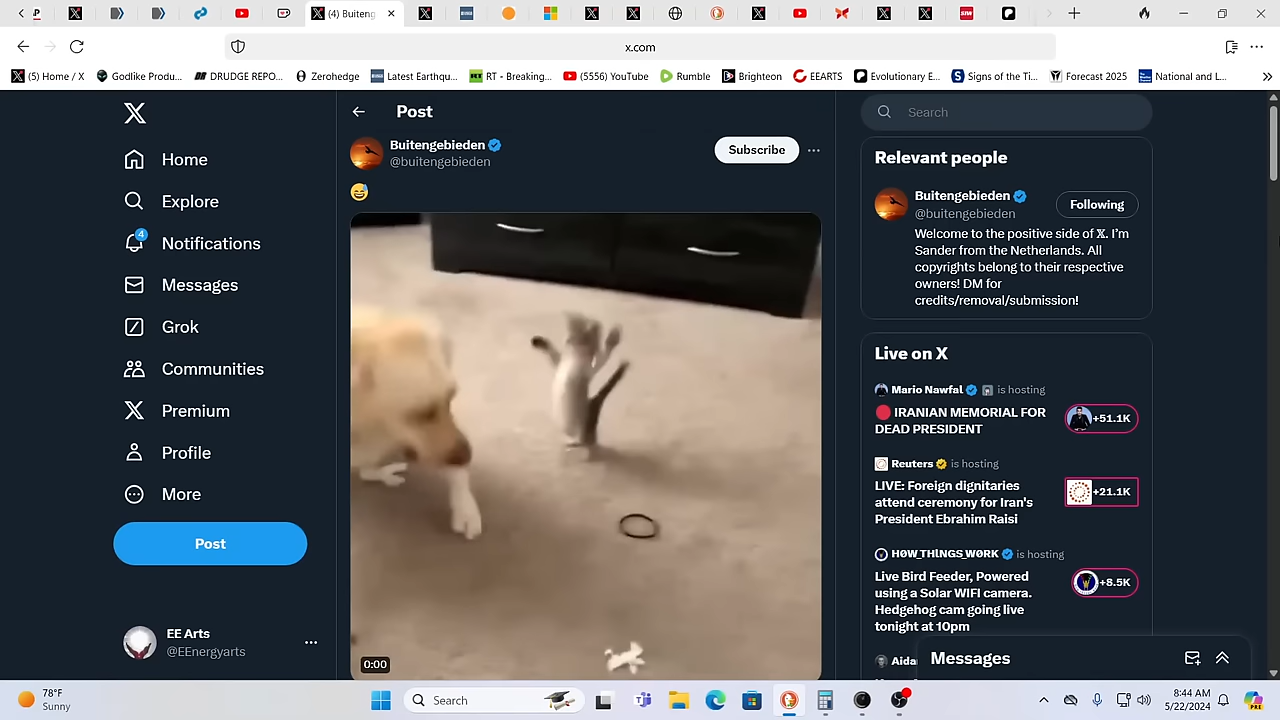 (4) Buiteng
x.com
(5) Home / X
Godlike Produ...
DRUDGE REPO...
Zerohedge
Latest Earthqu...
RT - Breaking...
(5556) YouTube
Rumble
Brighteon
EEARTS
Evolutionary E...
Signs of the Ti...
Forecast 2025
National and L...
Home
Explore
4
Notifications
Messages
Grok
Communities
Premium
Profile
More
Post
EE Arts
@EEnergyarts
Post
Buitengebieden
@buitengebieden
Subscribe
0:00
Search
Relevant people
Buitengebieden
@buitengebieden
Following
Welcome to the positive side of 𝕏. I'm
Sander from the Netherlands. All
copyrights belong to their respective
owners! DM for
credits/removal/submission!
Live on X
Mario Nawfal is hosting
IRANIAN MEMORIAL FOR
DEAD PRESIDENT
+51.1K
Reuters is hosting
LIVE: Foreign dignitaries
attend ceremony for Iran's
President Ebrahim Raisi
+21.1K
HØW_THÌNGS_WØRK is hosting
Live Bird Feeder, Powered
using a Solar WIFI camera.
Hedgehog cam going live
tonight at 10pm
+8.5K
Aida
Messages
78°F
Sunny
Search
8:44 AM
5/22/2024
PRE